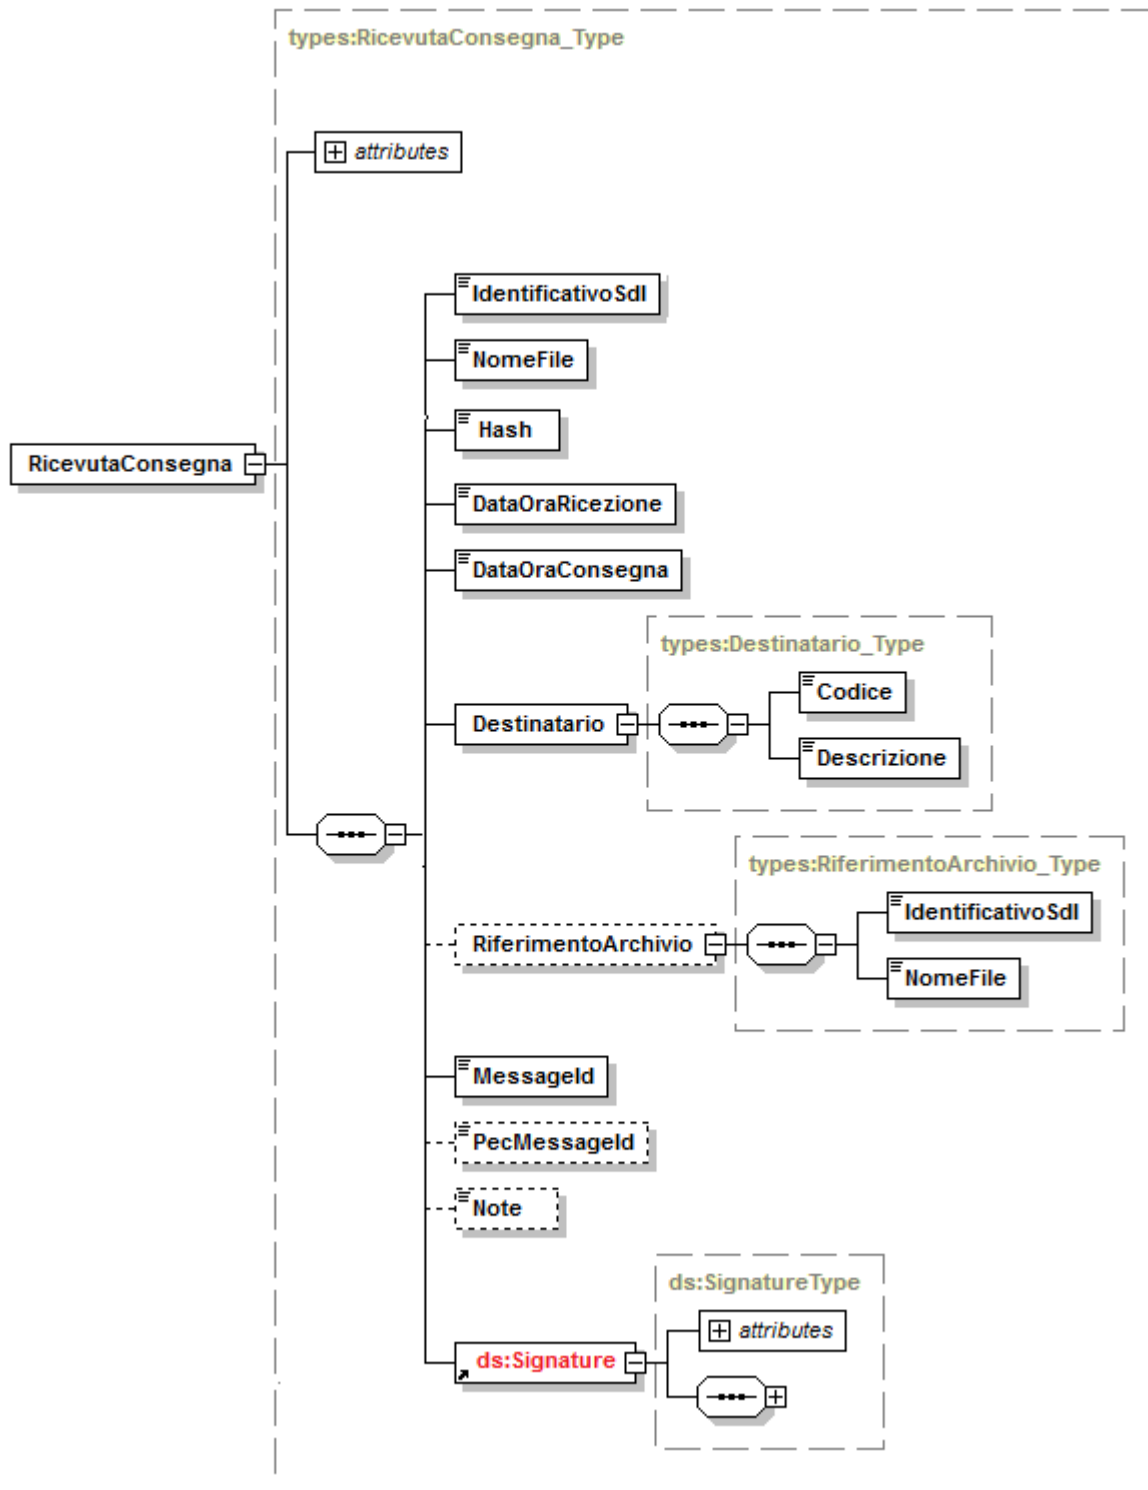 types:RicevutaConsegna_Type
attributes
IdentificativoSdI
NomeFile
Hash
RicevutaConsegna
DataOraRicezione
DataOraConsegna
types:Destinatario_Type
Codice
Destinatario
Descrizione
types:RiferimentoArchivio_Type
IdentificativoSdI
RiferimentoArchivio
NomeFile
MessageId
PecMessageId
Note
ds:SignatureType
attributes
ds:Signature